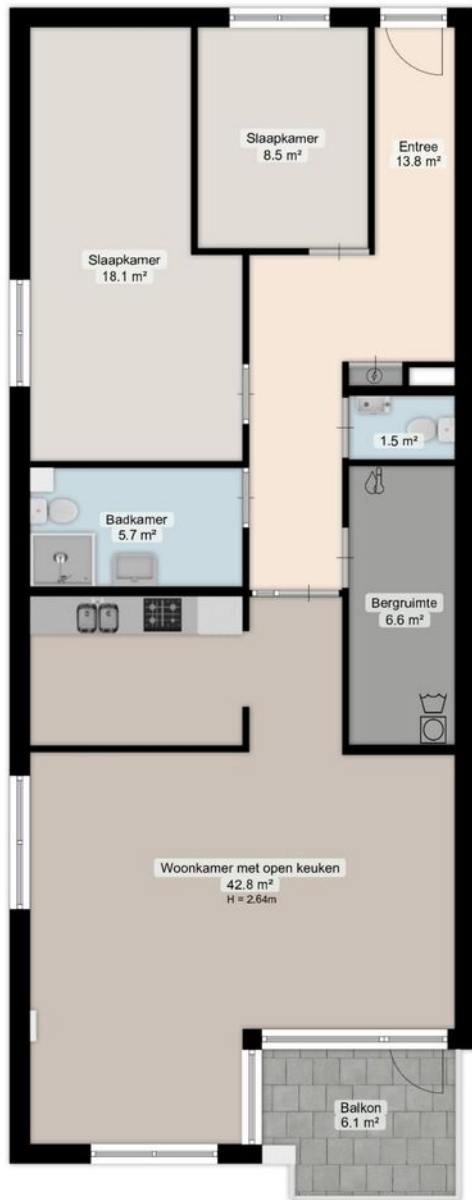 Slaapkamer
8.5 m²
Entree
13.8 m²
Slaapkamer
18.1 m²
1.5 m²
Badkamer
5.7 m²
Bergruimte
6.6 m²
Woonkamer met open keuken
42.8 m²
H = 2.64m
Balkon
6.1 m²